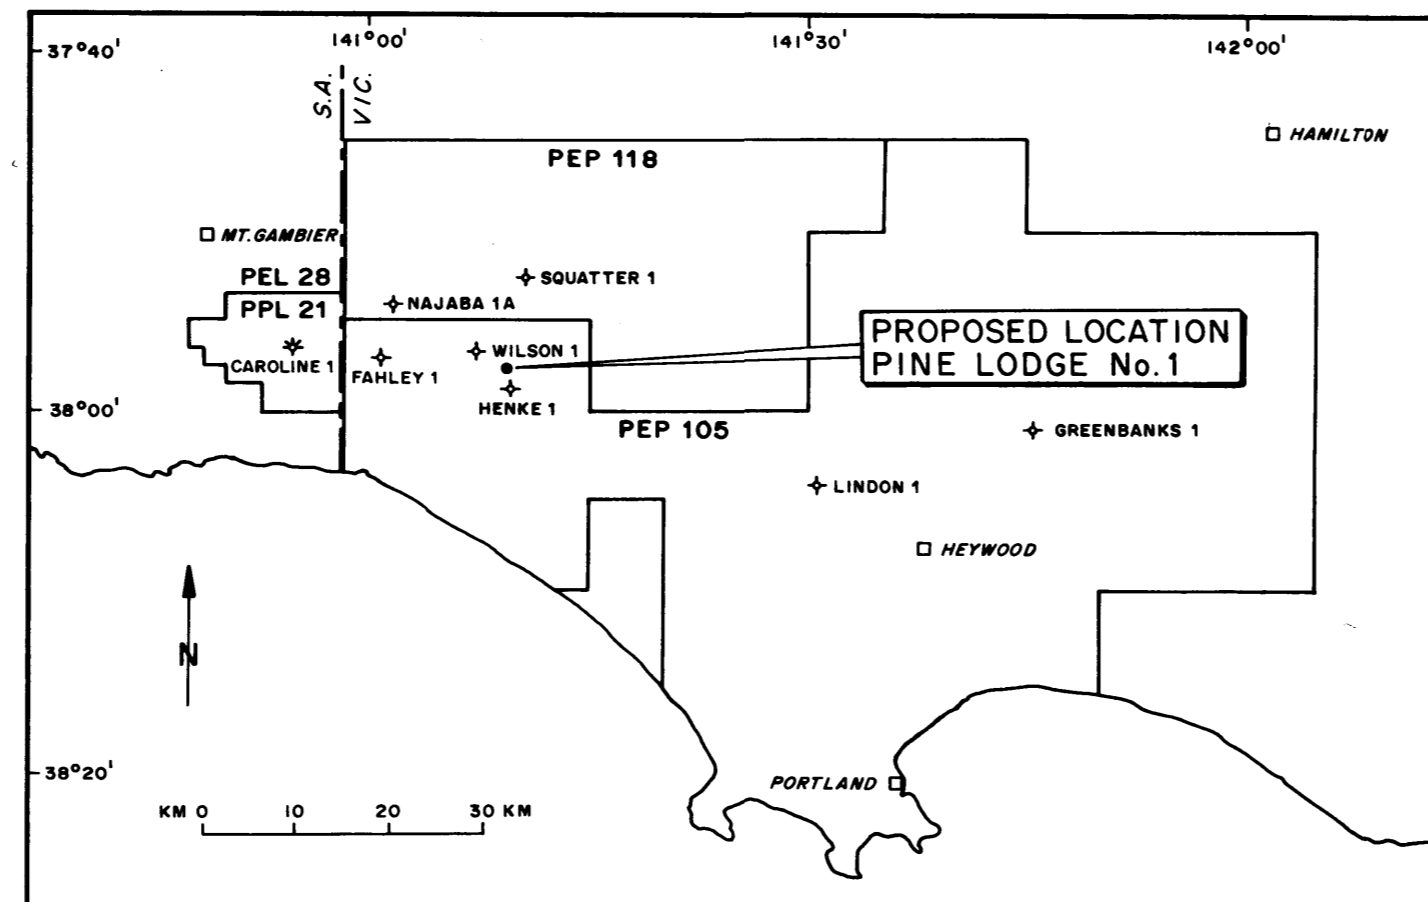 141°00'
141°30'
142°00'
37°40'
S.A.
VIC.
HAMILTON
PEP 118
MT. GAMBIER
PEL 28
SQUATTER 1
NAJABA 1A
PPL 21
PROPOSED LOCATION
PINE LODGE No. 1
WILSON 1
CAROLINE 1
FAHLEY 1
HENKE 1
38°00'
PEP 105
GREENBANKS 1
LINDON 1
HEYWOOD
N
38°20'
PORTLAND
KM 0 10 20 30 KM